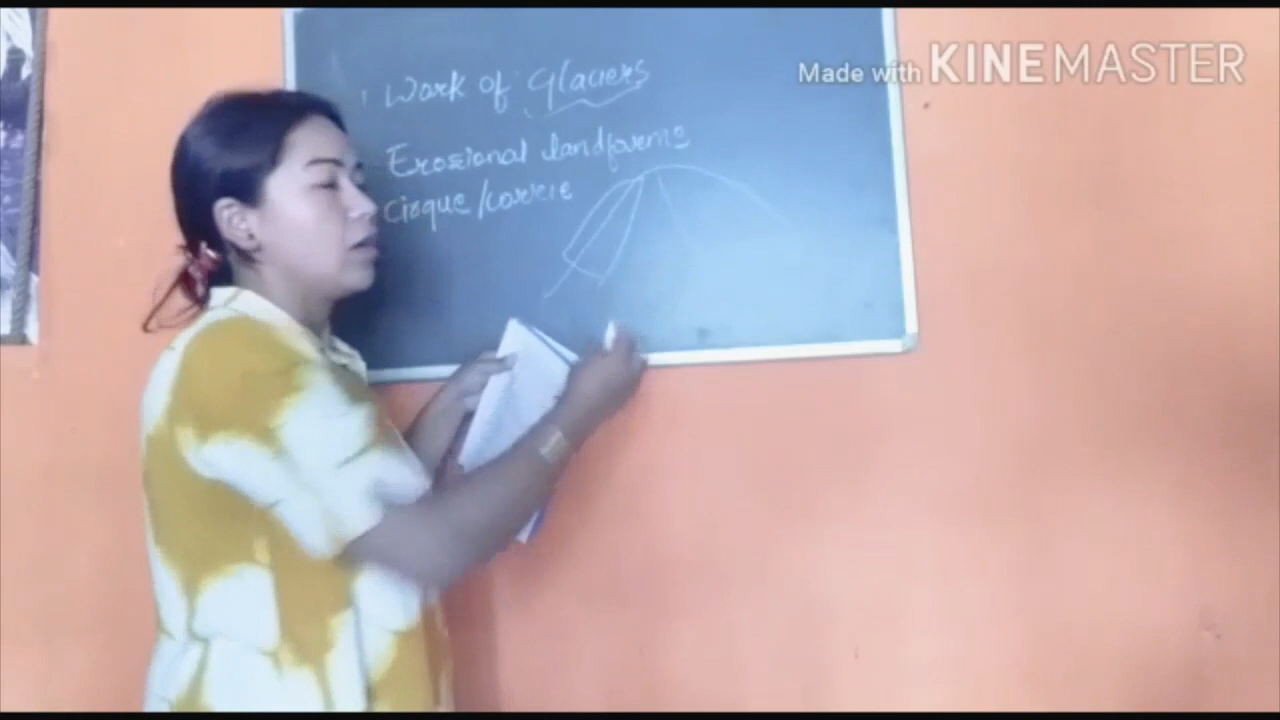 Made with KINEMASTER
Work of Glaciers
Erosional landforms
Cirque/corrie